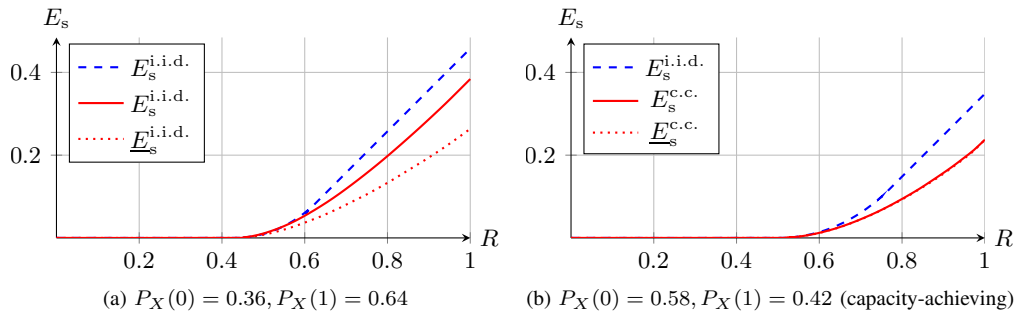 E_s
0.4
0.2
E_s^{i.i.d.}
E_s^{i.i.d.}
\underline{E}_s^{i.i.d.}
0.2 0.4 0.6 0.8 1
R
(a) P_X(0) = 0.36, P_X(1) = 0.64
E_s
0.4
0.2
E_s^{i.i.d.}
E_s^{c.c.}
\underline{E}_s^{c.c.}
0.2 0.4 0.6 0.8 1
R
(b) P_X(0) = 0.58, P_X(1) = 0.42 (capacity-achieving)